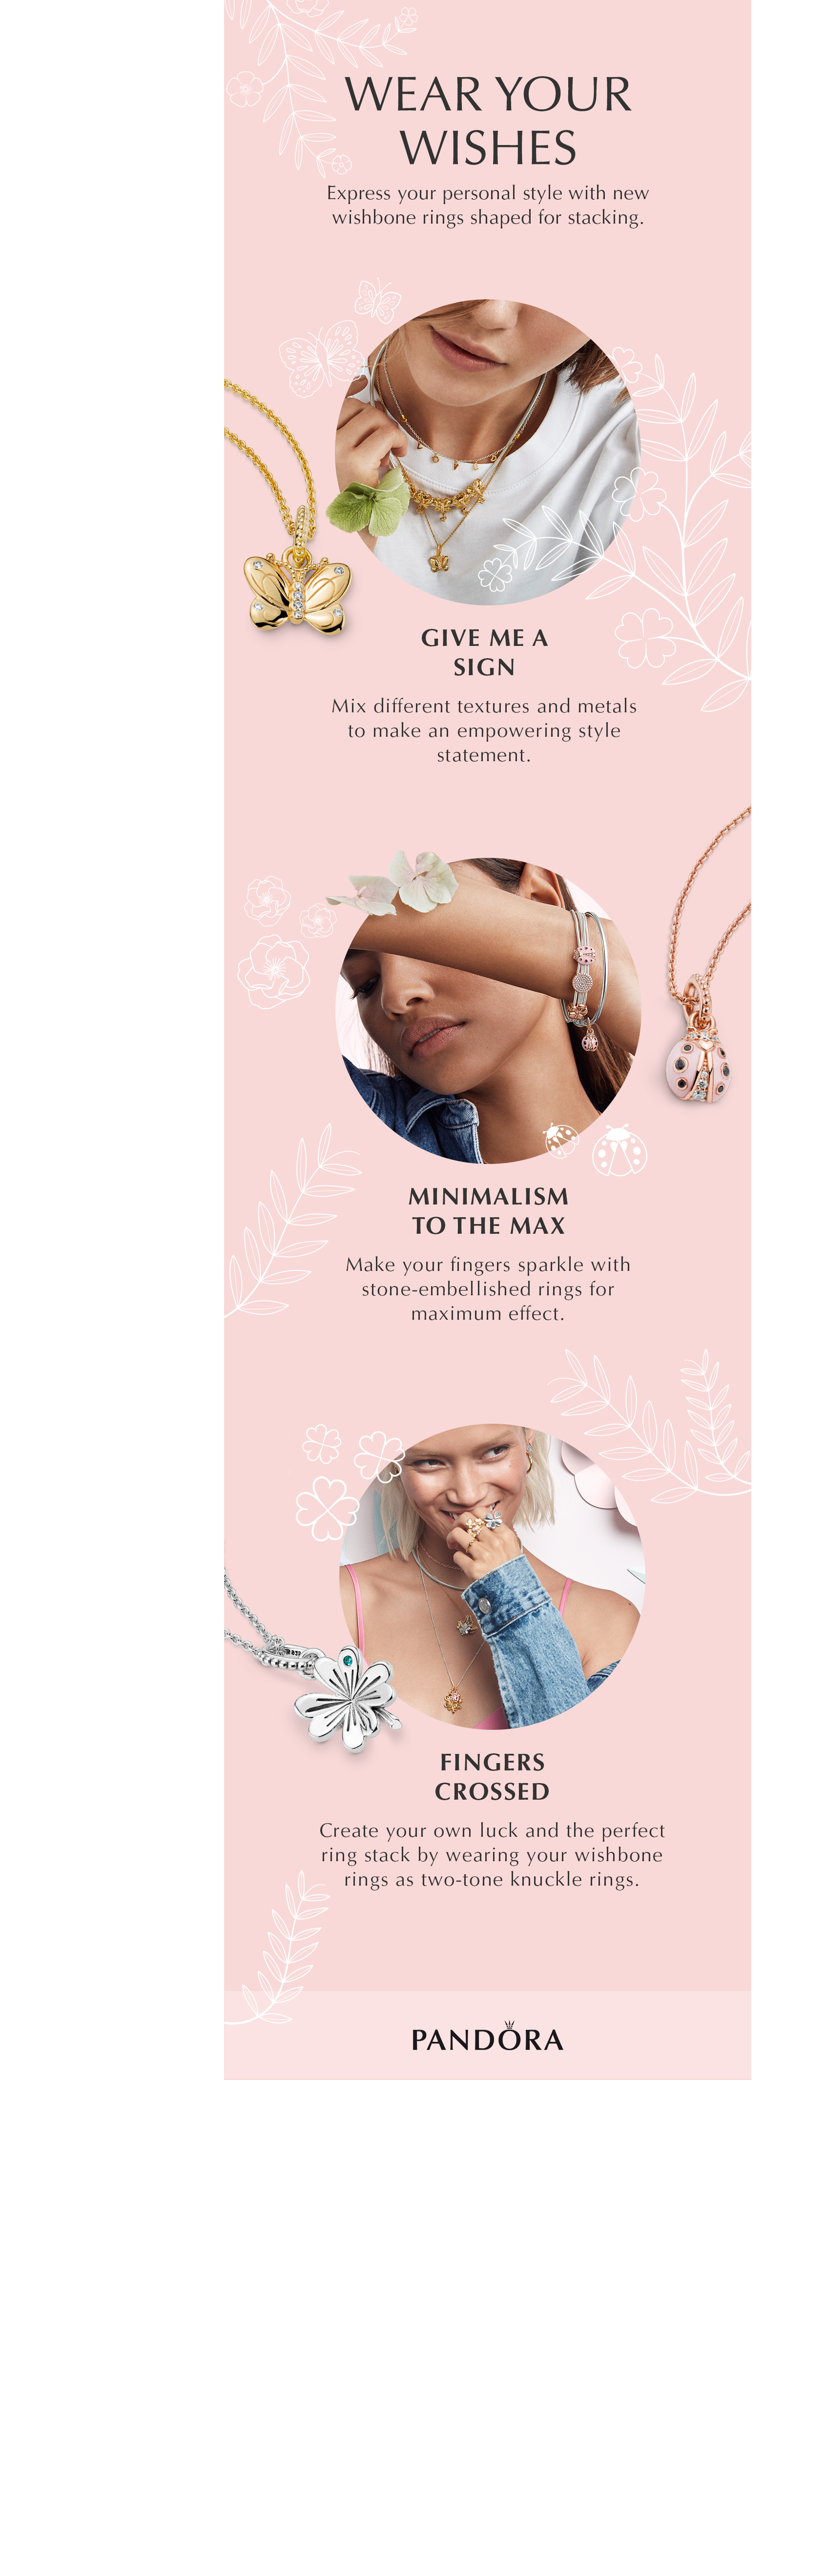 WEAR YOUR
WISHES
Express your personal style with new
wishbone rings shaped for stacking.
GIVE ME A
SIGN
Mix different textures and metals
to make an empowering style
statement.
MINIMALISM
TO THE MAX
Make your fingers sparkle with
stone-embellished rings for
maximum effect.
FINGERS
CROSSED
Create your own luck and the perfect
ring stack by wearing your wishbone
rings as two-tone knuckle rings.
PANDORA